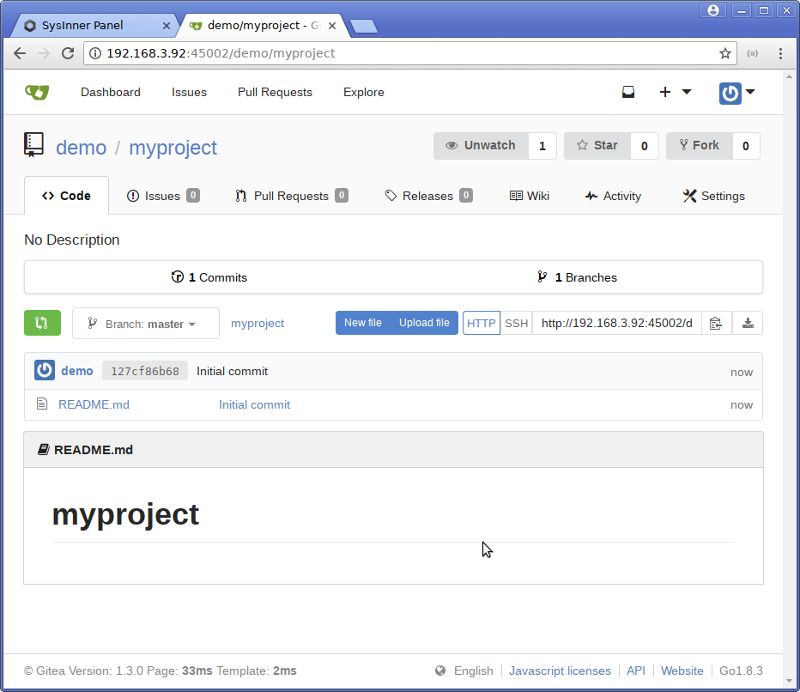 SysInner Panel
demo/myproject - G
192.168.3.92:45002/demo/myproject
Dashboard Issues Pull Requests Explore
demo / myproject
Unwatch 1 Star 0 Fork 0
Code Issues 0 Pull Requests 0 Releases 0 Wiki Activity Settings
No Description
1 Commits 1 Branches
Branch: master myproject New file Upload file HTTP SSH http://192.168.3.92:45002/d
demo 127cf86b68 Initial commit now
README.md Initial commit now
README.md
myproject
© Gitea Version: 1.3.0 Page: 33ms Template: 2ms English Javascript licenses API Website Go1.8.3